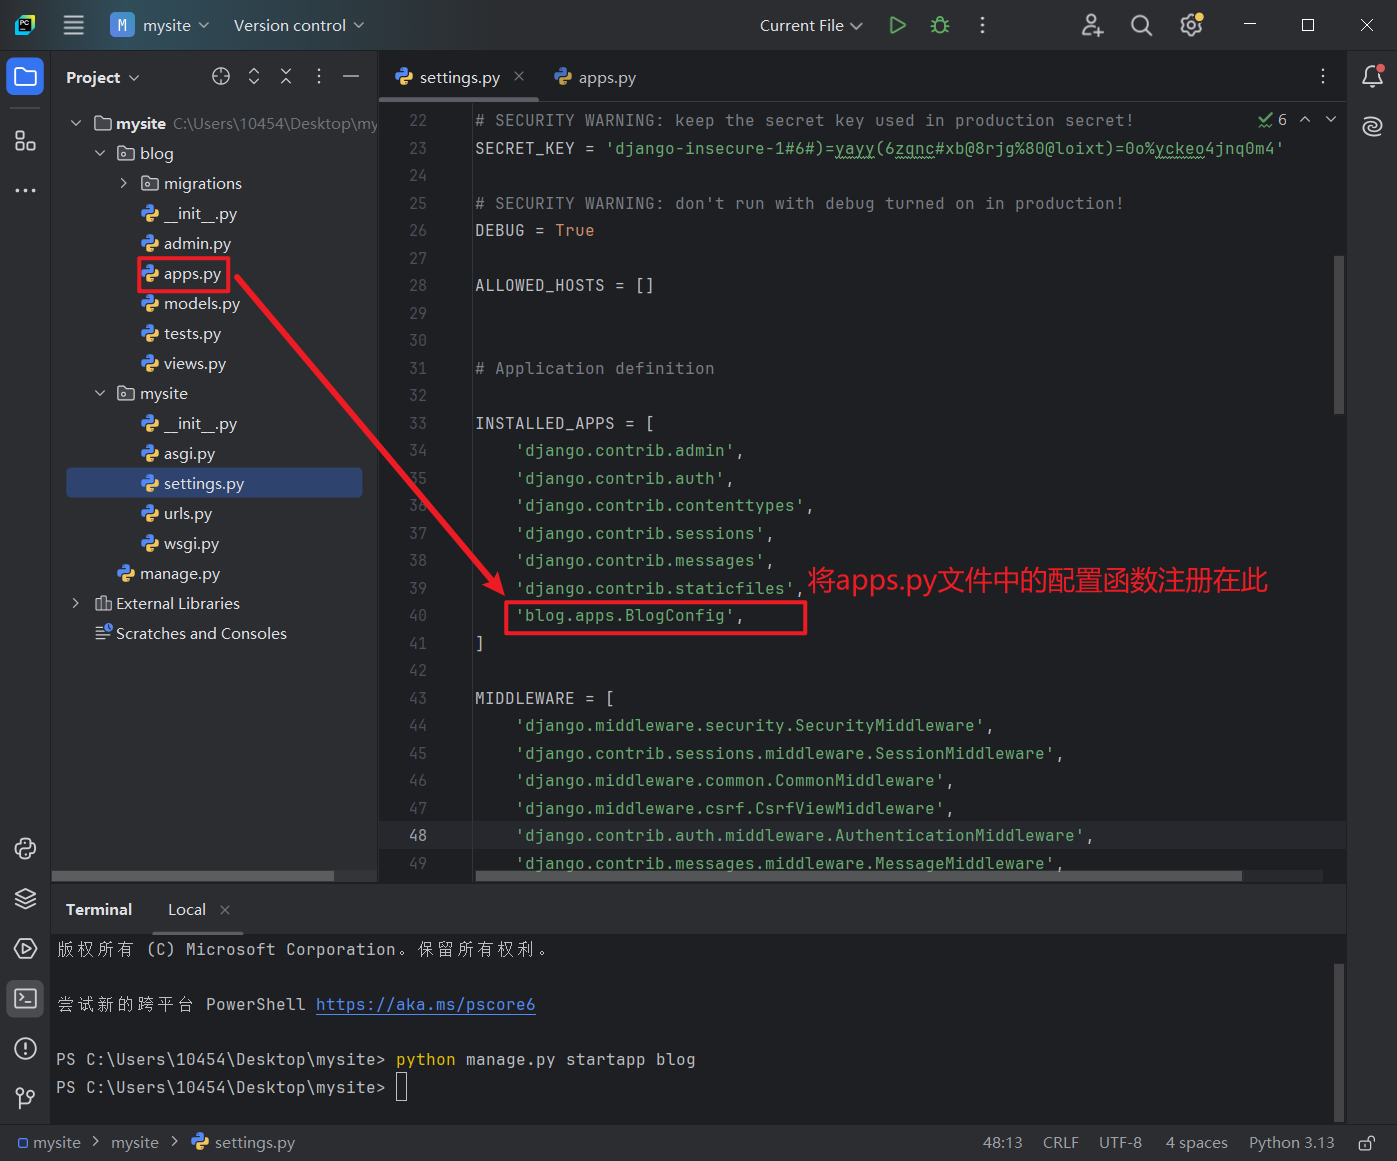 PC
M mysite
Version control
Current File
Project
settings.py
apps.py
mysite C:\Users\10454\Desktop\my
blog
migrations
__init__.py
admin.py
apps.py
models.py
tests.py
views.py
mysite
__init__.py
asgi.py
settings.py
urls.py
wsgi.py
manage.py
External Libraries
Scratches and Consoles
22 # SECURITY WARNING: keep the secret key used in production secret!
6
23 SECRET_KEY = 'django-insecure-1#6#)=yayy(6zqnc#xb@8rjg%80@loixt)=0o%yckeo4jnq0m4'
24
25 # SECURITY WARNING: don't run with debug turned on in production!
26 DEBUG = True
27
28 ALLOWED_HOSTS = []
29
30
31 # Application definition
32
33 INSTALLED_APPS = [
34 'django.contrib.admin',
35 'django.contrib.auth',
36 'django.contrib.contenttypes',
37 'django.contrib.sessions',
38 'django.contrib.messages',
39 'django.contrib.staticfiles',
将apps.py文件中的配置函数注册在此
40 'blog.apps.BlogConfig',
41 ]
42
43 MIDDLEWARE = [
44 'django.middleware.security.SecurityMiddleware',
45 'django.contrib.sessions.middleware.SessionMiddleware',
46 'django.middleware.common.CommonMiddleware',
47 'django.middleware.csrf.CsrfViewMiddleware',
48 'django.contrib.auth.middleware.AuthenticationMiddleware',
49 'django.contrib.messages.middleware.MessageMiddleware',
Terminal
Local
版权所有 (C) Microsoft Corporation。保留所有权利。
尝试新的跨平台 PowerShell https://aka.ms/pscore6
PS C:\Users\10454\Desktop\mysite> python manage.py startapp blog
PS C:\Users\10454\Desktop\mysite>
mysite > mysite > settings.py
48:13
CRLF
UTF-8
4 spaces
Python 3.13